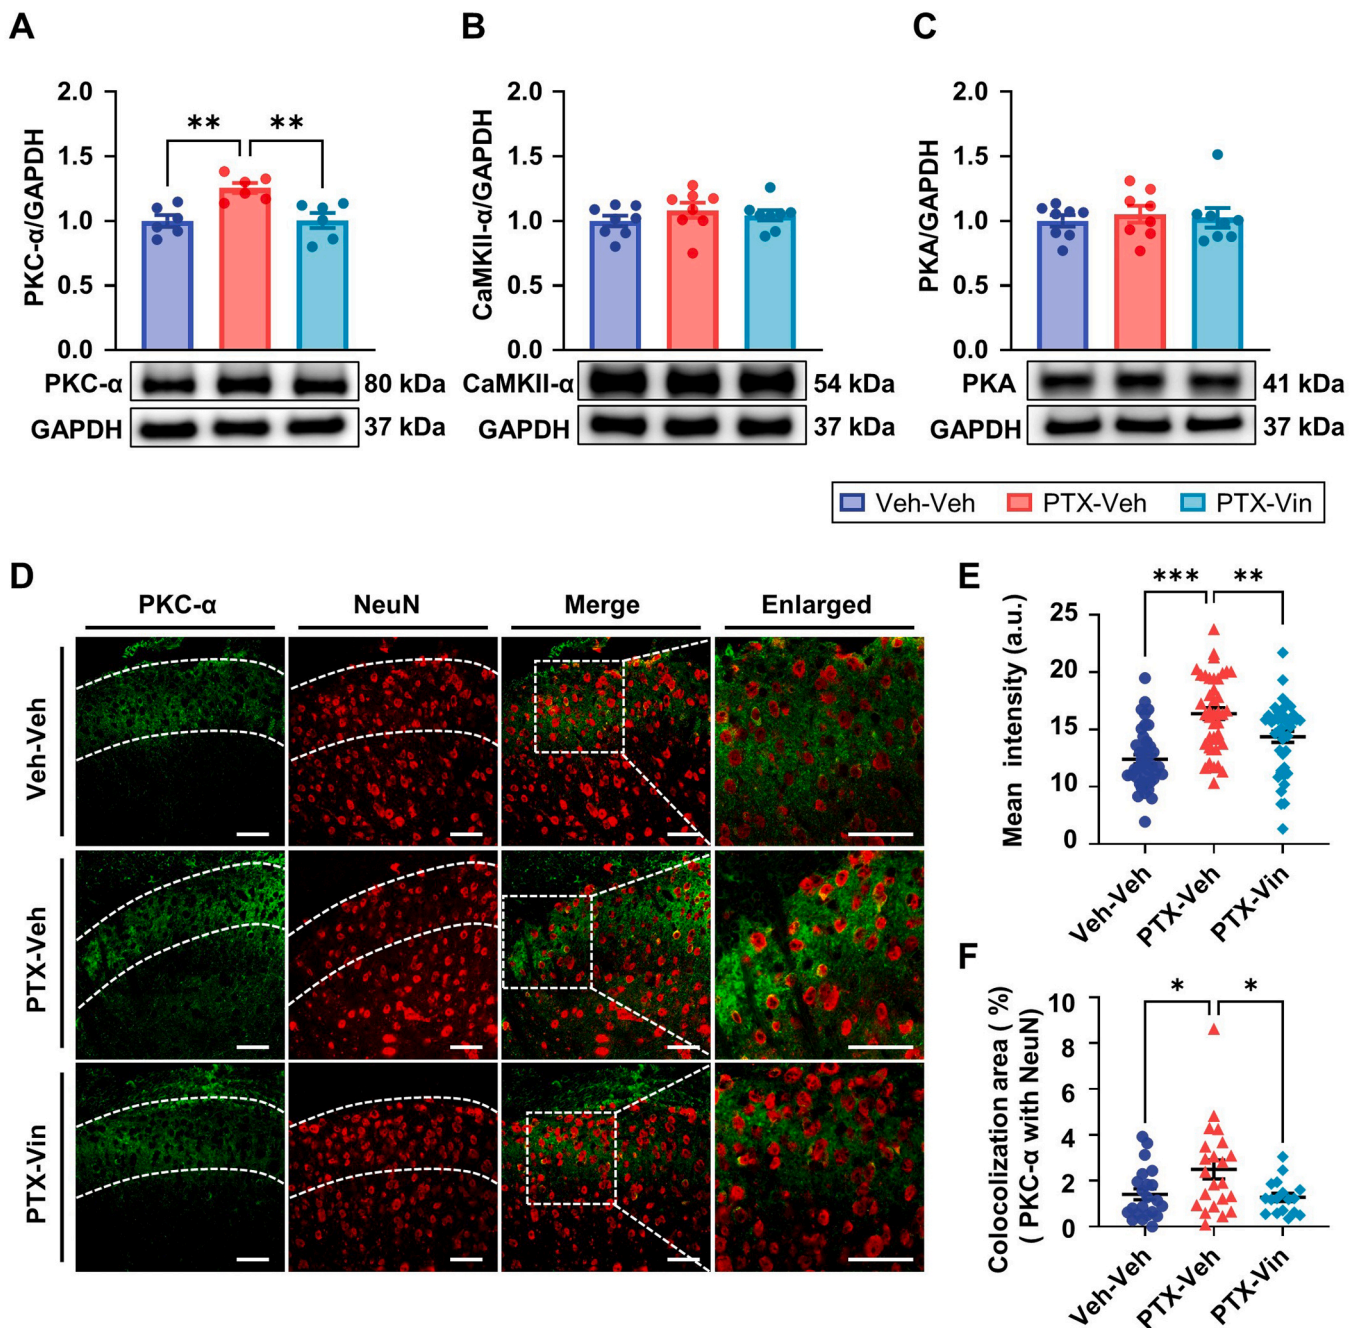 A
B
C
2.0
1.5
1.0
0.5
0.0
PKC-α/GAPDH
** **
PKC-α
80 kDa
GAPDH
37 kDa
2.0
1.5
1.0
0.5
0.0
CaMKII-α/GAPDH
CaMKII-α
54 kDa
GAPDH
37 kDa
2.0
1.5
1.0
0.5
0.0
PKA/GAPDH
PKA
41 kDa
GAPDH
37 kDa
Veh-Veh PTX-Veh PTX-Vin
D
PKC-α NeuN Merge Enlarged
Veh-Veh
PTX-Veh
PTX-Vin
E
*** **
25
20
15
10
0
Mean intensity (a.u.)
Veh-Veh
PTX-Veh
PTX-Vin
F
* *
10
8
6
4
2
0
Colocolization area ( %)
( PKC-α with NeuN)
Veh-Veh
PTX-Veh
PTX-Vin